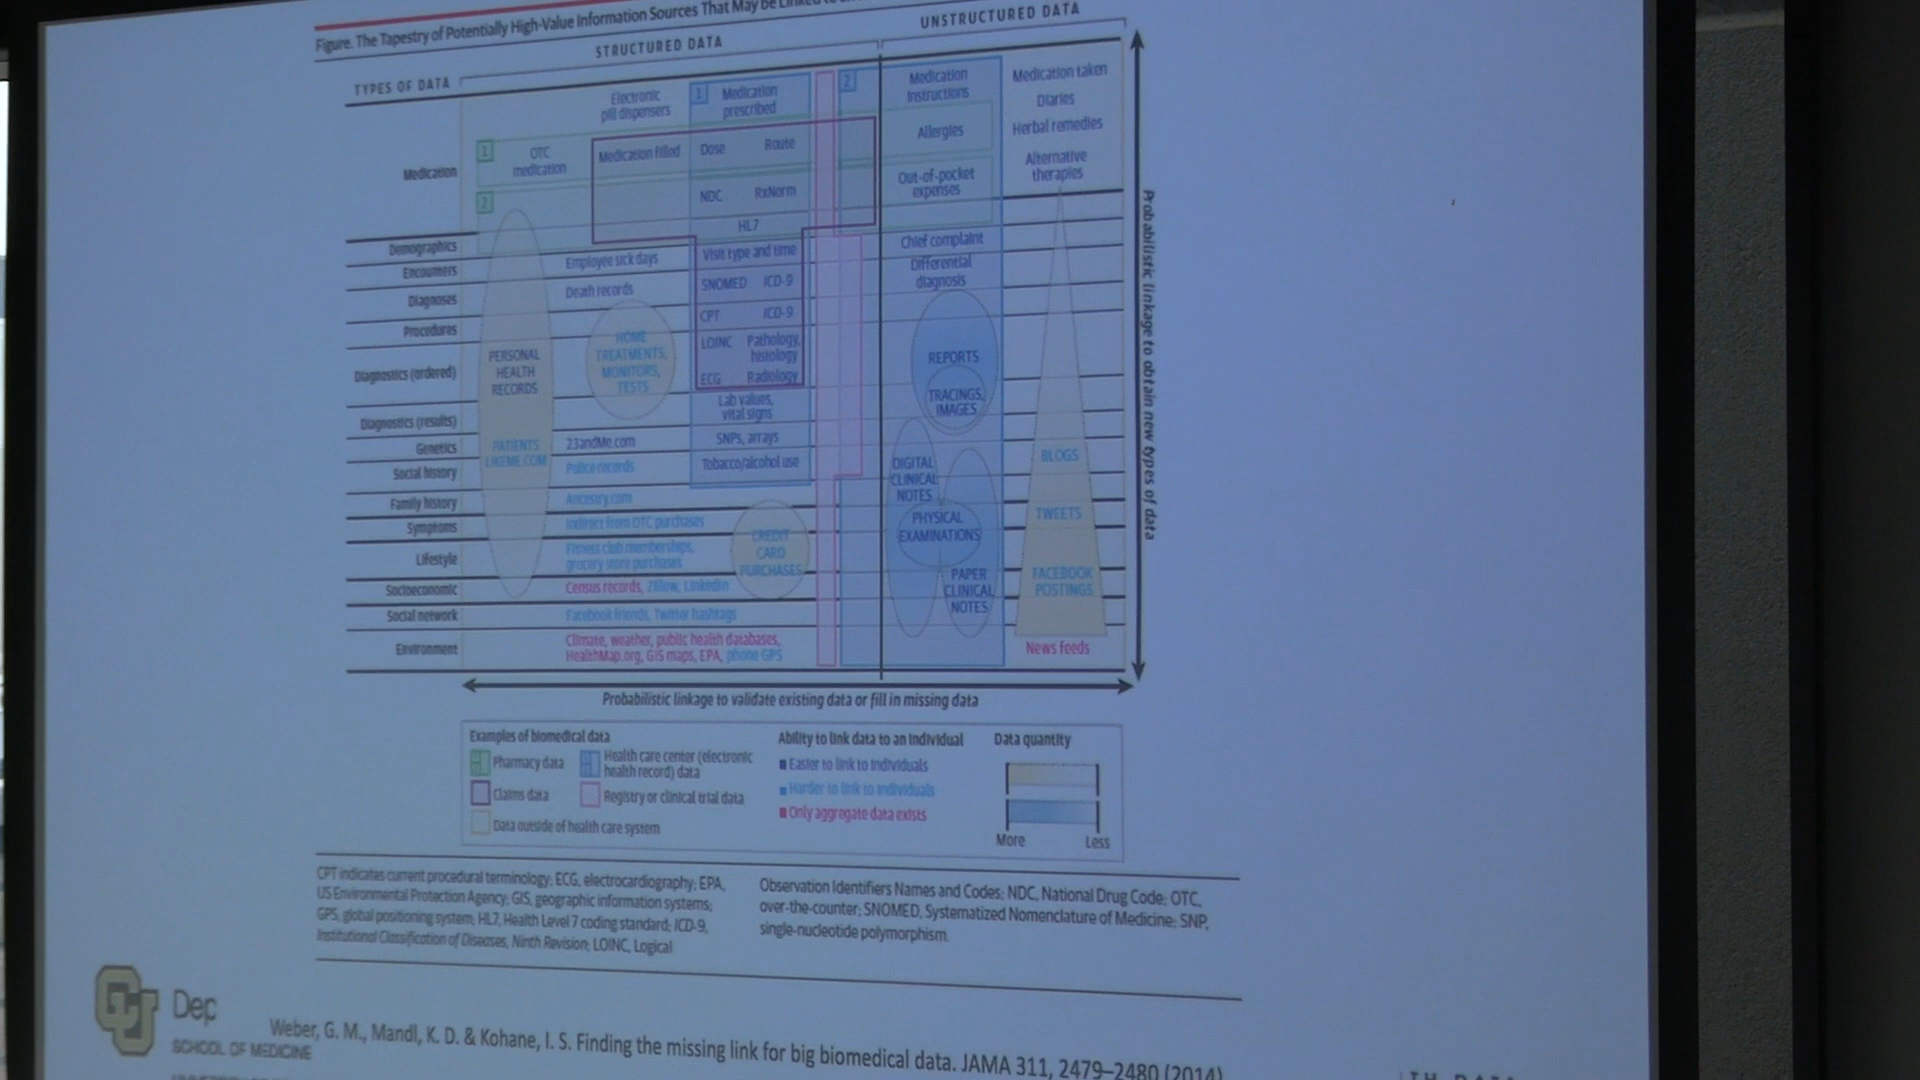 Figure. The Tapestry of Potentially High-Value Information Sources That May be Linked to
UNSTRUCTURED DATA
STRUCTURED DATA
TYPES OF DATA
Electronic
pill dispensers
1
Medication
prescribed
2
Medication
instructions
Medication taken
Diaries
Herbal remedies
Alternative
therapies
Medication
1
OTC
medication
Medication filled
Dose
Route
Allergies
2
NDC
RxNorm
Out-of-pocket
expenses
HL7
Demographics
Encounters
Employee sick days
Visit type and time
Chief complaint
Diagnoses
Death records
SNOMED
ICD-9
Differential
diagnosis
Procedures
CPT
ICD-9
Diagnostics (ordered)
PERSONAL
HEALTH
RECORDS
HOME
TREATMENTS,
MONITORS,
TESTS
LOINC
Pathology,
histology
ECG
Radiology
REPORTS
TRACINGS,
IMAGES
Diagnostics (results)
Lab values,
vital signs
Genetics
PATIENTS
LIKEME.COM
23andMe.com
SNPs, arrays
Social history
Police records
Tobacco/alcohol use
DIGITAL
CLINICAL
NOTES
BLOGS
Family history
Ancestry.com
Symptoms
Indirect from OTC purchases
PHYSICAL
EXAMINATIONS
TWEETS
Lifestyle
Fitness club memberships,
grocery store purchases
CREDIT
CARD
PURCHASES
Socioeconomic
Census records, Zillow, LinkedIn
PAPER
CLINICAL
NOTES
FACEBOOK
POSTINGS
Social network
Facebook friends, Twitter hashtags
Environment
Climate, weather, public health databases,
HealthMap.org, GIS maps, EPA, phone GPS
News feeds
Probabilistic linkage to obtain new types of data
Probabilistic linkage to validate existing data or fill in missing data
Examples of biomedical data
Pharmacy data
Health care center (electronic
health record) data
Claims data
Registry or clinical trial data
Data outside of health care system
Ability to link data to an individual
Easier to link to individuals
Harder to link to individuals
Only aggregate data exists
Data quantity
More
Less
CPT indicates current procedural terminology; ECG, electrocardiography; EPA,
US Environmental Protection Agency; GIS, geographic information systems;
GPS, global positioning system; HL7, Health Level 7 coding standard; ICD-9,
Institutional Classification of Diseases, Ninth Revision; LOINC, Logical
Observation Identifiers Names and Codes; NDC, National Drug Code; OTC,
over-the-counter; SNOMED, Systematized Nomenclature of Medicine; SNP,
single-nucleotide polymorphism.
CU
Dep
SCHOOL OF MEDICINE
Weber, G. M., Mandl, K. D. & Kohane, I. S. Finding the missing link for big biomedical data. JAMA 311, 2479–2480 (2014)